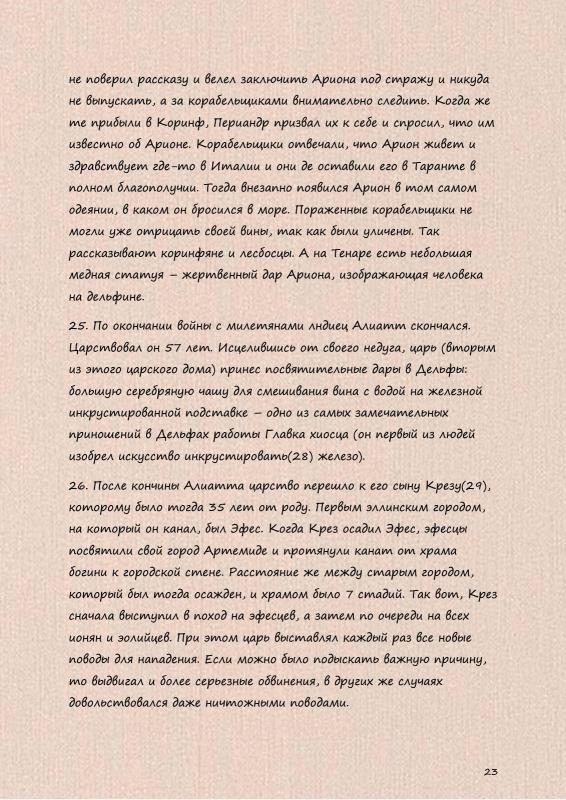 не поверил рассказу и велел заключить Ариона под стражу и никуда
не выпускать, а за корабельщиками внимательно следить. Когда же
те прибыли в Коринф, Периандр призвал их к себе и спросил, что им
известно об Арионе. Корабельщики отвечали, что Арион живет и
здравствует где-то в Италии и они де оставили его в Таранте в
полном благополучии. Тогда внезапно появился Арион в том самом
одеянии, в каком он бросился в море. Пораженные корабельщики не
могли уже отрицать своей вины, так как были уличены. Так
рассказывают коринфяне и лесбосцы. А на Тенаре есть небольшая
медная статуя – жертвенный дар Ариона, изображающая человека
на дельфине.
25. По окончании войны с милетянами лндиец Алиатт скончался.
Царствовал он 57 лет. Исцелившись от своего недуга, царь (вторым
из этого царского дома) принес посвятительные дары в Дельфы:
большую серебряную чашу для смешивания вина с водой на железной
инкрустированной подставке – одно из самых замечательных
приношений в Дельфах работы Главка хиосца (он первый из людей
изобрел искусство инкрустировать(28) железо).
26. После кончины Алиатта царство перешло к его сыну Крезу(29),
которому было тогда 35 лет от роду. Первым эллинским городом,
на который он канал, был Эфес. Когда Крез осадил Эфес, эфесцы
посвятили свой город Артемиде и протянули канат от храма
богини к городской стене. Расстояние же между старым городом,
который был тогда осажден, и храмом было 7 стадий. Так вот, Крез
сначала выступил в поход на эфесцев, а затем по очереди на всех
ионян и эолийцев. При этом царь выставлял каждый раз все новые
поводы для нападения. Если можно было подыскать важную причину,
то выдвигал и более серьезные обвинения, в других же случаях
довольствовался даже ничтожными поводами.
23